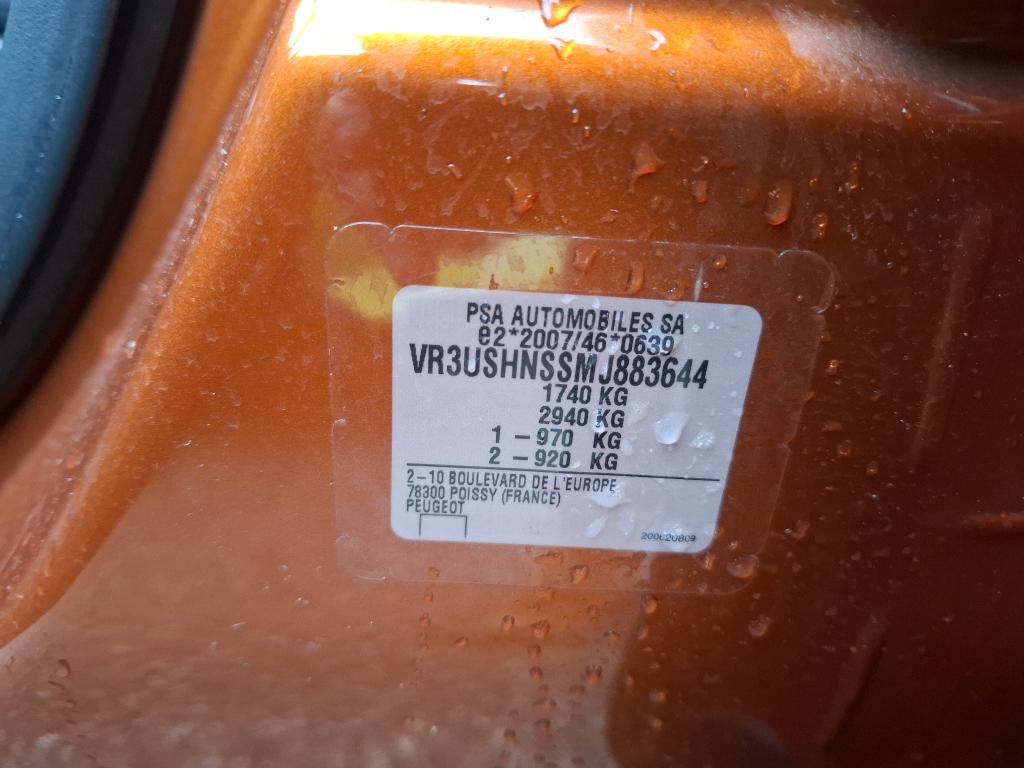 PSA AUTOMOBILES SA
e2*2007/46*0639
VR3USHNSSMJ883644
1740 KG
2940 KG
1 – 970 KG
2 – 920 KG
2 – 10 BOULEVARD DE L'EUROPE
78300 POISSY (FRANCE)
PEUGEOT